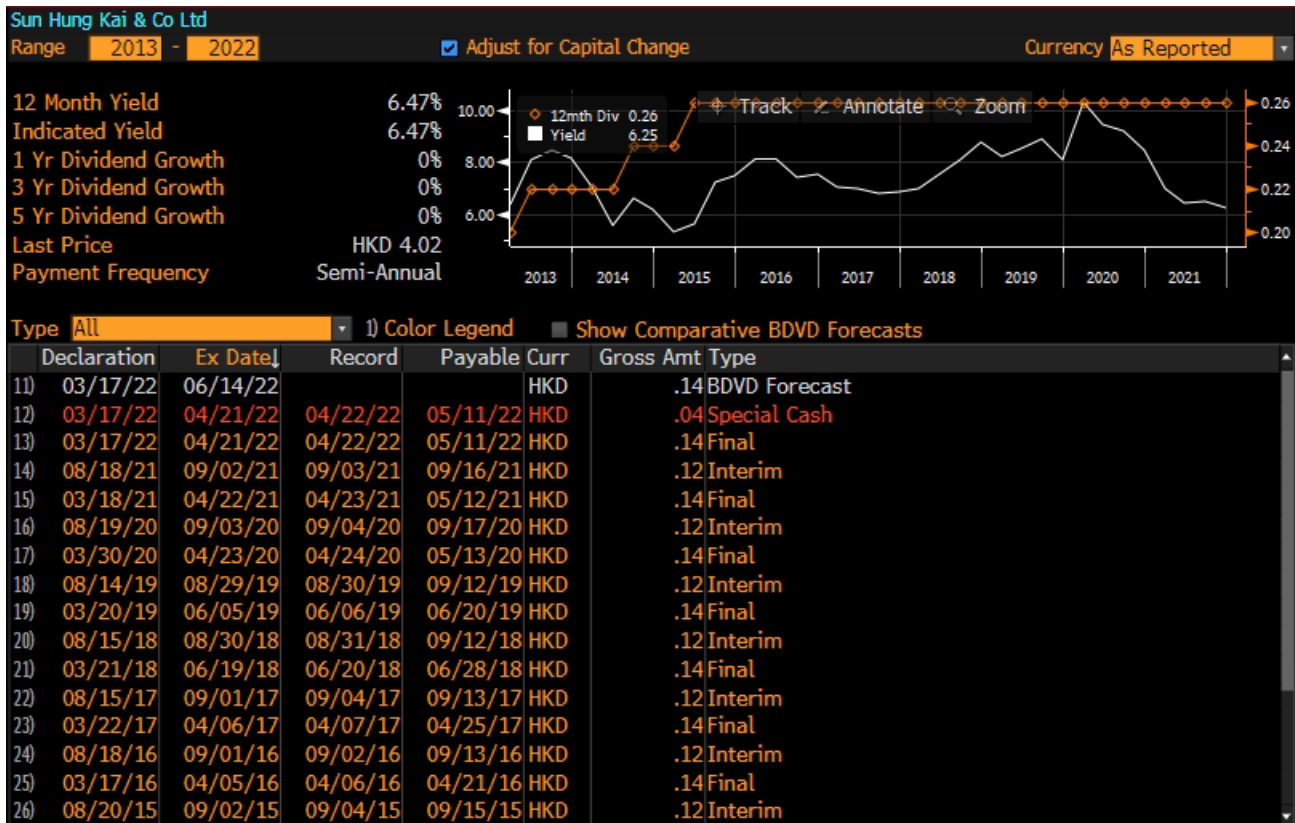 Sun Hung Kai & Co Ltd
Range 2013 - 2022 Adjust for Capital Change Currency As Reported
12 Month Yield 6.47%
Indicated Yield 6.47%
1 Yr Dividend Growth 0%
3 Yr Dividend Growth 0%
5 Yr Dividend Growth 0%
Last Price HKD 4.02
Payment Frequency Semi-Annual
Track Annotate Zoom
12mth Div 0.26
Yield 6.25
10.00
8.00
6.00
0.26
0.24
0.22
0.20
2013 2014 2015 2016 2017 2018 2019 2020 2021
Type All 1) Color Legend Show Comparative BDVD Forecasts
Declaration Ex Date↓ Record Payable Curr Gross Amt Type
11) 03/17/22 06/14/22 HKD .14 BDVD Forecast
12) 03/17/22 04/21/22 04/22/22 05/11/22 HKD .04 Special Cash
13) 03/17/22 04/21/22 04/22/22 05/11/22 HKD .14 Final
14) 08/18/21 09/02/21 09/03/21 09/16/21 HKD .12 Interim
15) 03/18/21 04/22/21 04/23/21 05/12/21 HKD .14 Final
16) 08/19/20 09/03/20 09/04/20 09/17/20 HKD .12 Interim
17) 03/30/20 04/23/20 04/24/20 05/13/20 HKD .14 Final
18) 08/14/19 08/29/19 08/30/19 09/12/19 HKD .12 Interim
19) 03/20/19 06/05/19 06/06/19 06/20/19 HKD .14 Final
20) 08/15/18 08/30/18 08/31/18 09/12/18 HKD .12 Interim
21) 03/21/18 06/19/18 06/20/18 06/28/18 HKD .14 Final
22) 08/15/17 09/01/17 09/04/17 09/13/17 HKD .12 Interim
23) 03/22/17 04/06/17 04/07/17 04/25/17 HKD .14 Final
24) 08/18/16 09/01/16 09/02/16 09/13/16 HKD .12 Interim
25) 03/17/16 04/05/16 04/06/16 04/21/16 HKD .14 Final
26) 08/20/15 09/02/15 09/04/15 09/15/15 HKD .12 Interim